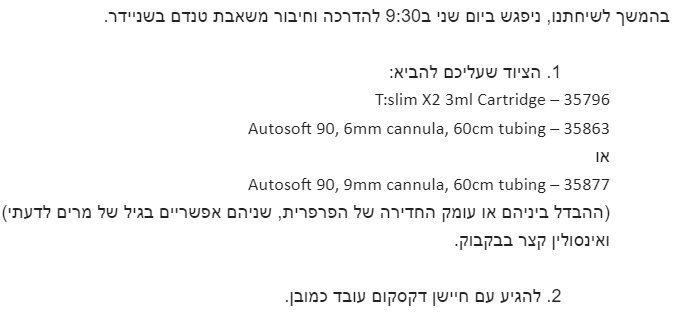 בהמשך לשיחתנו, ניפגש ביום שני ב9:30 להדרכה וחיבור משאבת טנדם בשניידר.
1. הציוד שעליכם להביא:
T:slim X2 3ml Cartridge – 35796
Autosoft 90, 6mm cannula, 60cm tubing – 35863
או
Autosoft 90, 9mm cannula, 60cm tubing – 35877
(ההבדל ביניהם או עומק החדירה של הפרפרית, שניהם אפשריים בגיל של מרים לדעתי)
ואינסולין קצר בבקבוק.
2. להגיע עם חיישן דקסקום עובד כמובן.